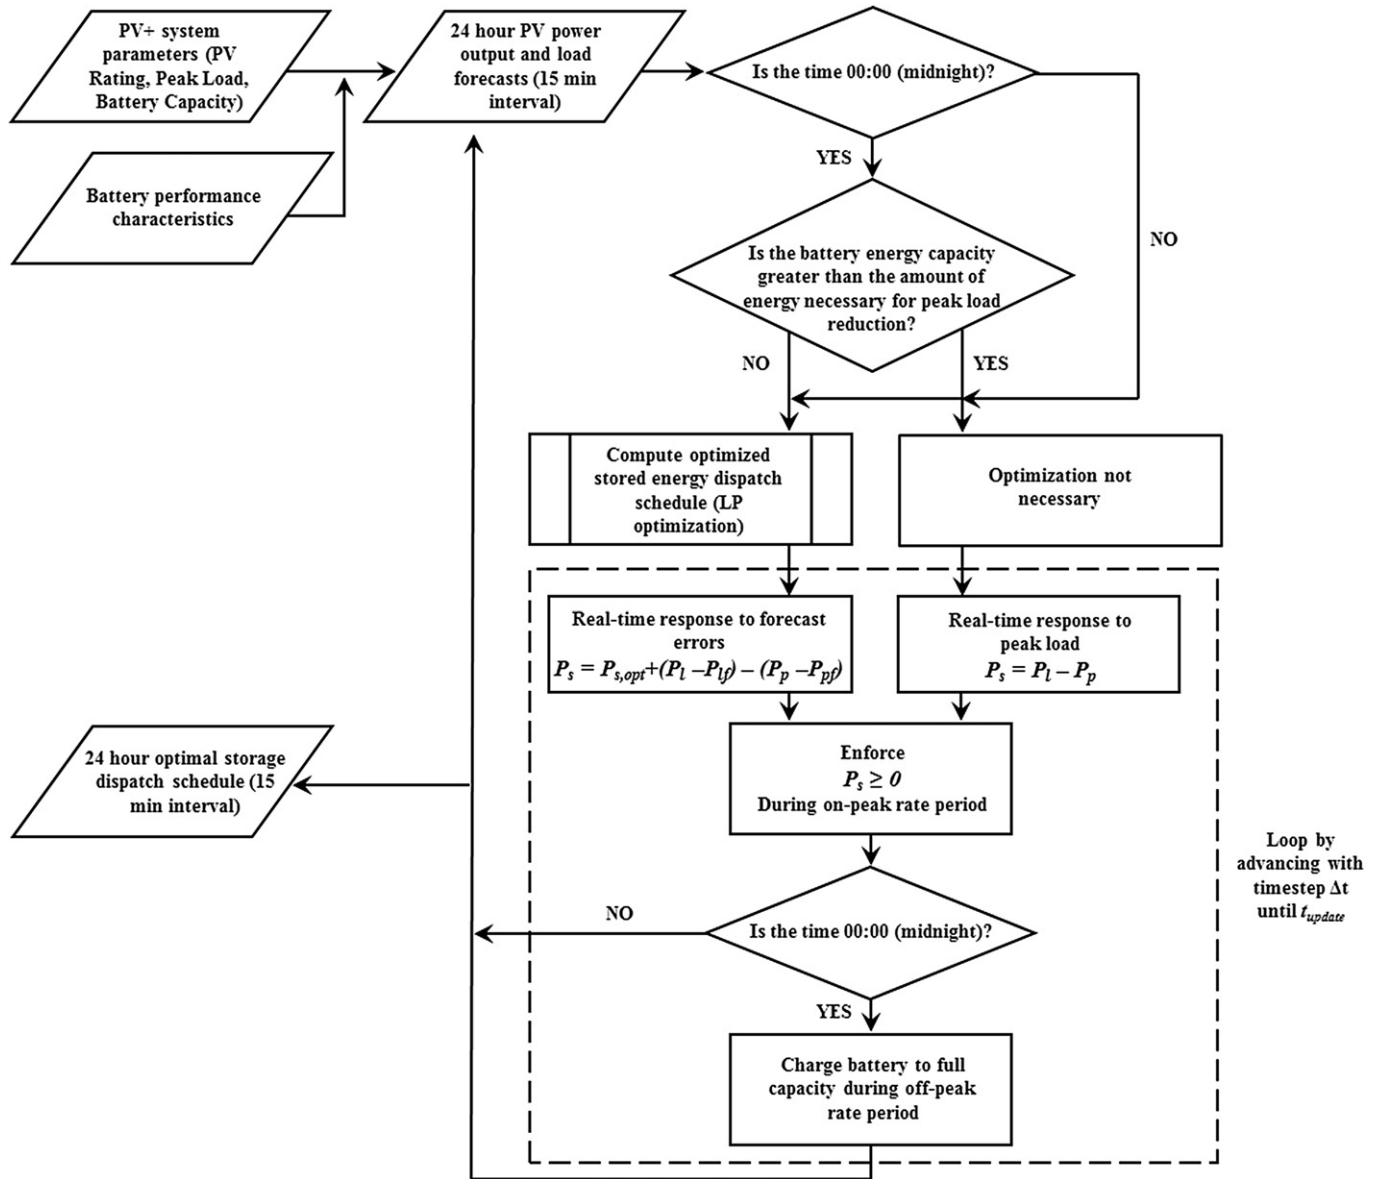 PV+ system
parameters (PV
Rating, Peak Load,
Battery Capacity)
24 hour PV power
output and load
forecasts (15 min
interval)
Is the time 00:00 (midnight)?
YES
NO
Battery performance
characteristics
Is the battery energy capacity
greater than the amount of
energy necessary for peak load
reduction?
NO
YES
Compute optimized
stored energy dispatch
schedule (LP
optimization)
Optimization not
necessary
Real-time response to forecast
errors
Pₛ = Pₛ,ₒₚₜ+(Pₗ –Pₗf) – (Pₚ –Pₚf)
Real-time response to
peak load
Pₛ = Pₗ – Pₚ
Enforce
Pₛ ≥ 0
During on-peak rate period
24 hour optimal storage
dispatch schedule (15
min interval)
Loop by
advancing with
timestep Δt
until t_update
Is the time 00:00 (midnight)?
NO
YES
Charge battery to full
capacity during off-peak
rate period